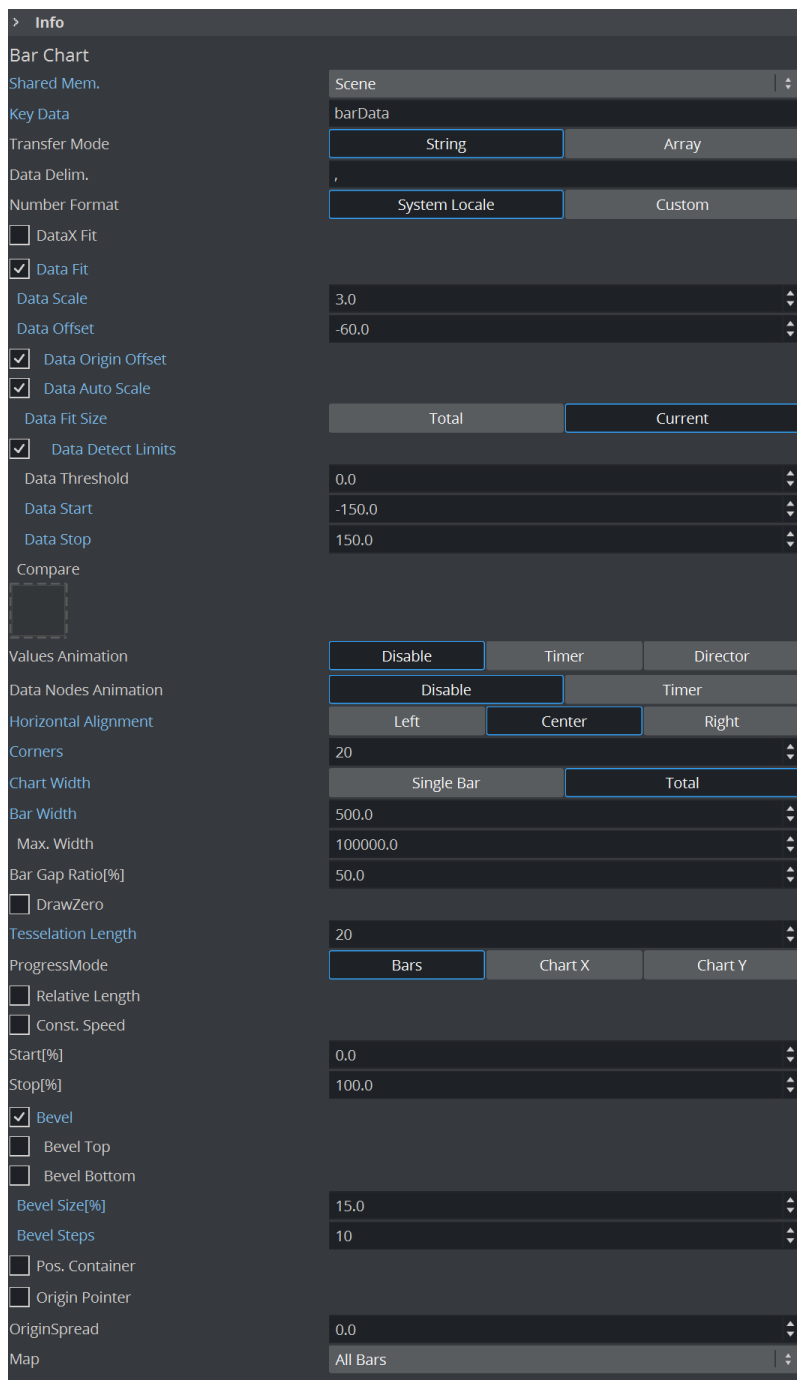 Info
Bar Chart
Shared Mem. Scene
Key Data barData
Transfer Mode String Array
Data Delim. ,
Number Format System Locale Custom
DataX Fit
Data Fit
Data Scale 3.0
Data Offset -60.0
Data Origin Offset
Data Auto Scale
Data Fit Size Total Current
Data Detect Limits
Data Threshold 0.0
Data Start -150.0
Data Stop 150.0
Compare
Values Animation Disable Timer Director
Data Nodes Animation Disable Timer
Horizontal Alignment Left Center Right
Corners 20
Chart Width Single Bar Total
Bar Width 500.0
Max. Width 100000.0
Bar Gap Ratio[%] 50.0
DrawZero
Tesselation Length 20
ProgressMode Bars Chart X Chart Y
Relative Length
Const. Speed
Start[%] 0.0
Stop[%] 100.0
Bevel
Bevel Top
Bevel Bottom
Bevel Size[%] 15.0
Bevel Steps 10
Pos. Container
Origin Pointer
OriginSpread 0.0
Map All Bars